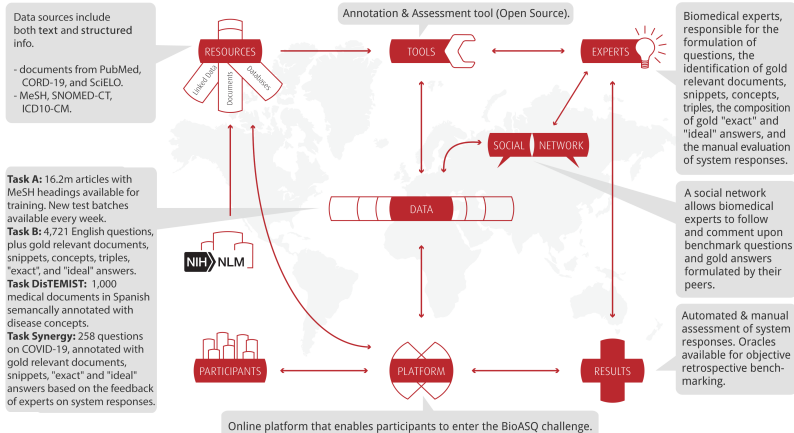 Data sources include
both text and structured
info.
- documents from PubMed,
CORD-19, and SciELO.
- MeSH, SNOMED-CT,
ICD10-CM.
RESOURCES
Linked Data
Documents
Databases
Annotation & Assessment tool (Open Source).
TOOLS
EXPERTS
Biomedical experts,
responsible for the
formulation of
questions, the
identification of gold
relevant documents,
snippets, concepts,
triples, the composition
of gold "exact" and
"ideal" answers, and
the manual evaluation
of system responses.
SOCIAL NETWORK
A social network
allows biomedical
experts to follow
and comment upon
benchmark questions
and gold answers
formulated by their
peers.
Task A: 16.2m articles with
MeSH headings available for
training. New test batches
available every week.
Task B: 4,721 English questions,
plus gold relevant documents,
snippets, concepts, triples,
"exact", and "ideal" answers.
Task DisTEMIST: 1,000
medical documents in Spanish
semancally annotated with
disease concepts.
Task Synergy: 258 questions
on COVID-19, annotated with
gold relevant documents,
snippets, "exact" and "ideal"
answers based on the feedback
of experts on system responses.
DATA
NIH NLM
PARTICIPANTS
PLATFORM
RESULTS
Automated & manual
assessment of system
responses. Oracles
available for objective
retrospective bench-
marking.
Online platform that enables participants to enter the BioASQ challenge.